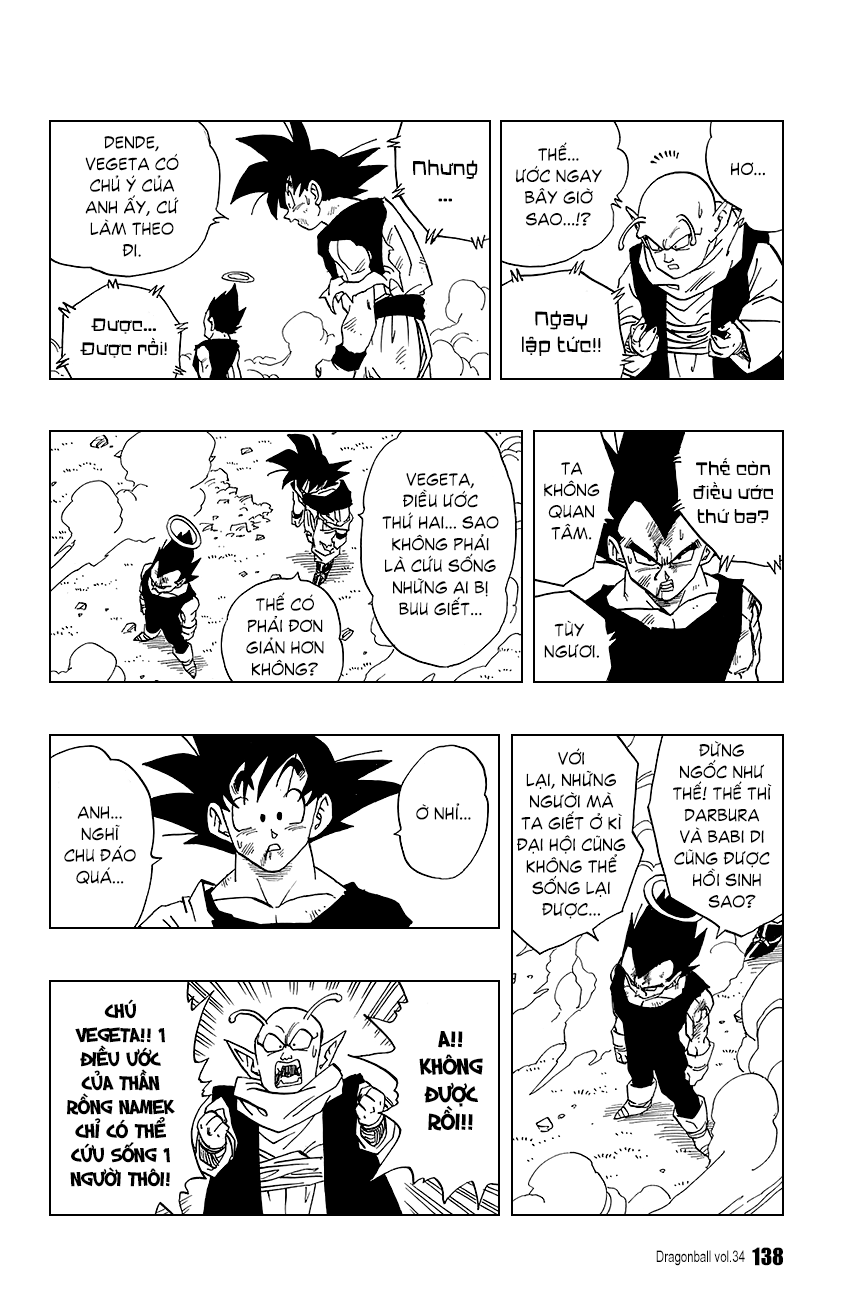 HƠ...
THẾ...
ƯỚC NGAY
BÂY GIỜ
SAO...!?
Ngay
lập tức!!
Nhưng
...
DENDE,
VEGETA CÓ
CHỦ Ý CỦA
ANH ẤY, CỨ
LÀM THEO
ĐI.
Được...
Được rồi!
Thế còn
điều ước
thứ ba?
TA
KHÔNG
QUAN
TÂM.
TÙY
NGƯƠI.
VEGETA,
ĐIỀU ƯỚC
THỨ HAI... SAO
KHÔNG PHẢI
LÀ CỨU SỐNG
NHỮNG AI BỊ
BUU GIẾT...
THẾ CÓ
PHẢI ĐƠN
GIẢN HƠN
KHÔNG?
ĐỪNG
NGỐC NHƯ
THẾ! THẾ THÌ
DARBURA
VÀ BABI DI
CŨNG ĐƯỢC
HỒI SINH
SAO?
VỚI
LẠI, NHỮNG
NGƯỜI MÀ
TA GIẾT Ở KÌ
ĐẠI HỘI CŨNG
KHÔNG THỂ
SỐNG LẠI
ĐƯỢC...
Ờ NHỈ...
ANH...
NGHĨ
CHU ĐÁO
QUÁ...
A!!
KHÔNG
ĐƯỢC
RỒI!!
CHÚ
VEGETA!! 1
ĐIỀU ƯỚC
CỦA THẦN
RỒNG NAMEK
CHỈ CÓ THỂ
CỨU SỐNG 1
NGƯỜI THÔI!
Dragonball vol.34 138